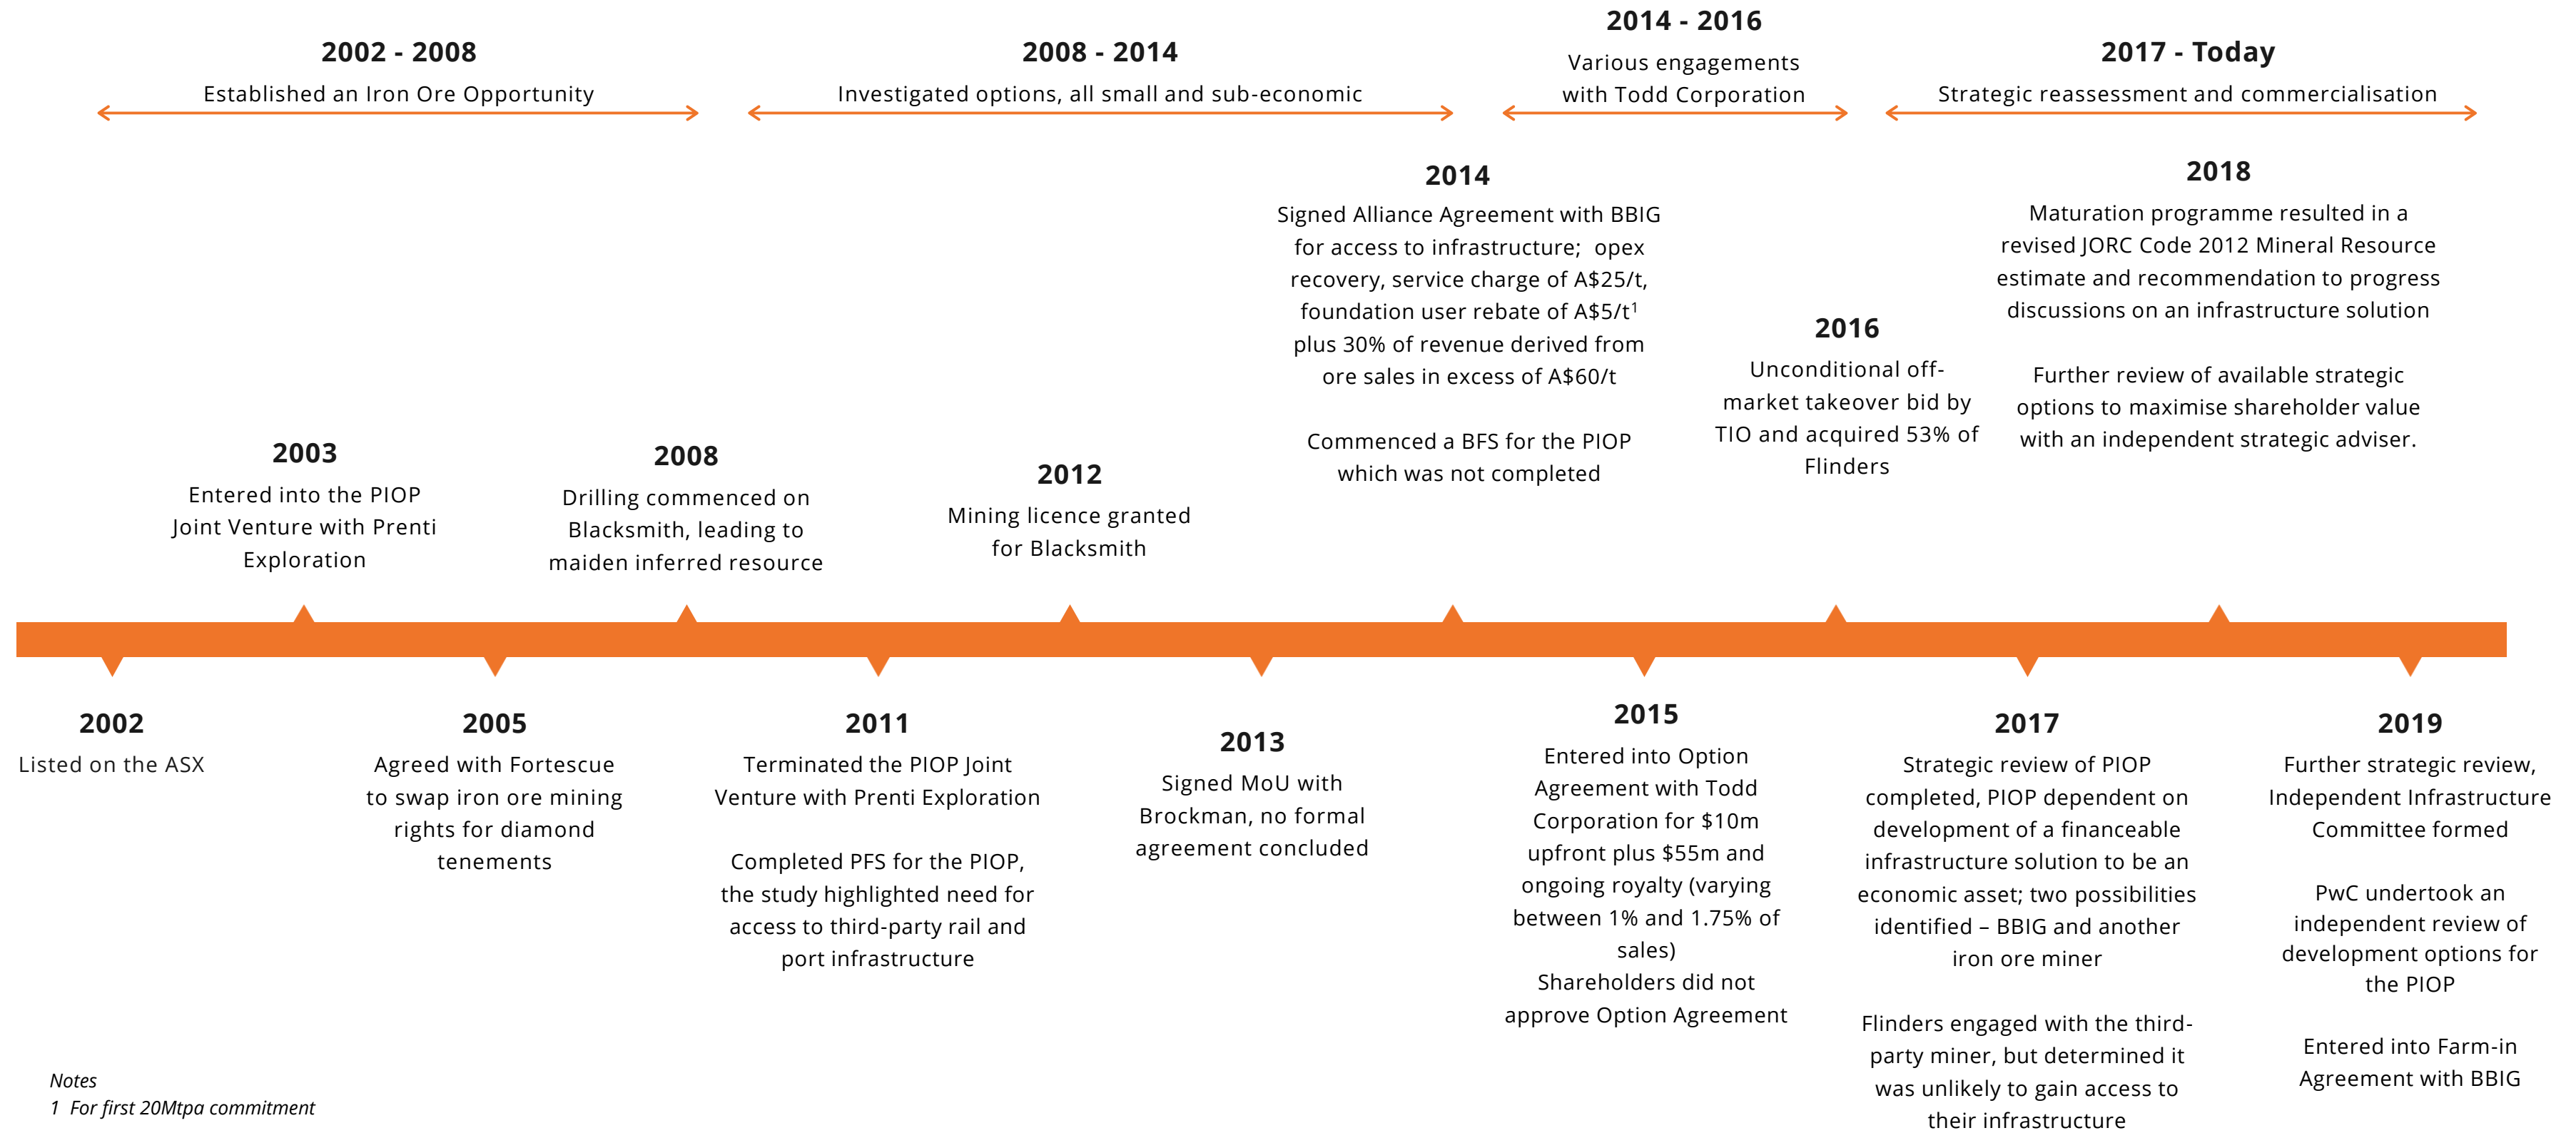 2002 - 2008
Established an Iron Ore Opportunity
2008 - 2014
Investigated options, all small and sub-economic
2014 - 2016
Various engagements
with Todd Corporation
2017 - Today
Strategic reassessment and commercialisation
2003
Entered into the PIOP
Joint Venture with Prenti
Exploration
2008
Drilling commenced on
Blacksmith, leading to
maiden inferred resource
2012
Mining licence granted
for Blacksmith
2014
Signed Alliance Agreement with BBIG
for access to infrastructure; opex
recovery, service charge of A$25/t,
foundation user rebate of A$5/t¹
plus 30% of revenue derived from
ore sales in excess of A$60/t
Commenced a BFS for the PIOP
which was not completed
2016
Unconditional off-
market takeover bid by
TIO and acquired 53% of
Flinders
2018
Maturation programme resulted in a
revised JORC Code 2012 Mineral Resource
estimate and recommendation to progress
discussions on an infrastructure solution
Further review of available strategic
options to maximise shareholder value
with an independent strategic adviser.
2002
Listed on the ASX
2005
Agreed with Fortescue
to swap iron ore mining
rights for diamond
tenements
2011
Terminated the PIOP Joint
Venture with Prenti Exploration
Completed PFS for the PIOP,
the study highlighted need for
access to third-party rail and
port infrastructure
2013
Signed MoU with
Brockman, no formal
agreement concluded
2015
Entered into Option
Agreement with Todd
Corporation for $10m
upfront plus $55m and
ongoing royalty (varying
between 1% and 1.75% of
sales)
Shareholders did not
approve Option Agreement
2017
Strategic review of PIOP
completed, PIOP dependent on
development of a financeable
infrastructure solution to be an
economic asset; two possibilities
identified – BBIG and another
iron ore miner
Flinders engaged with the third-
party miner, but determined it
was unlikely to gain access to
their infrastructure
2019
Further strategic review,
Independent Infrastructure
Committee formed
PwC undertook an
independent review of
development options for
the PIOP
Entered into Farm-in
Agreement with BBIG
Notes
1 For first 20Mtpa commitment